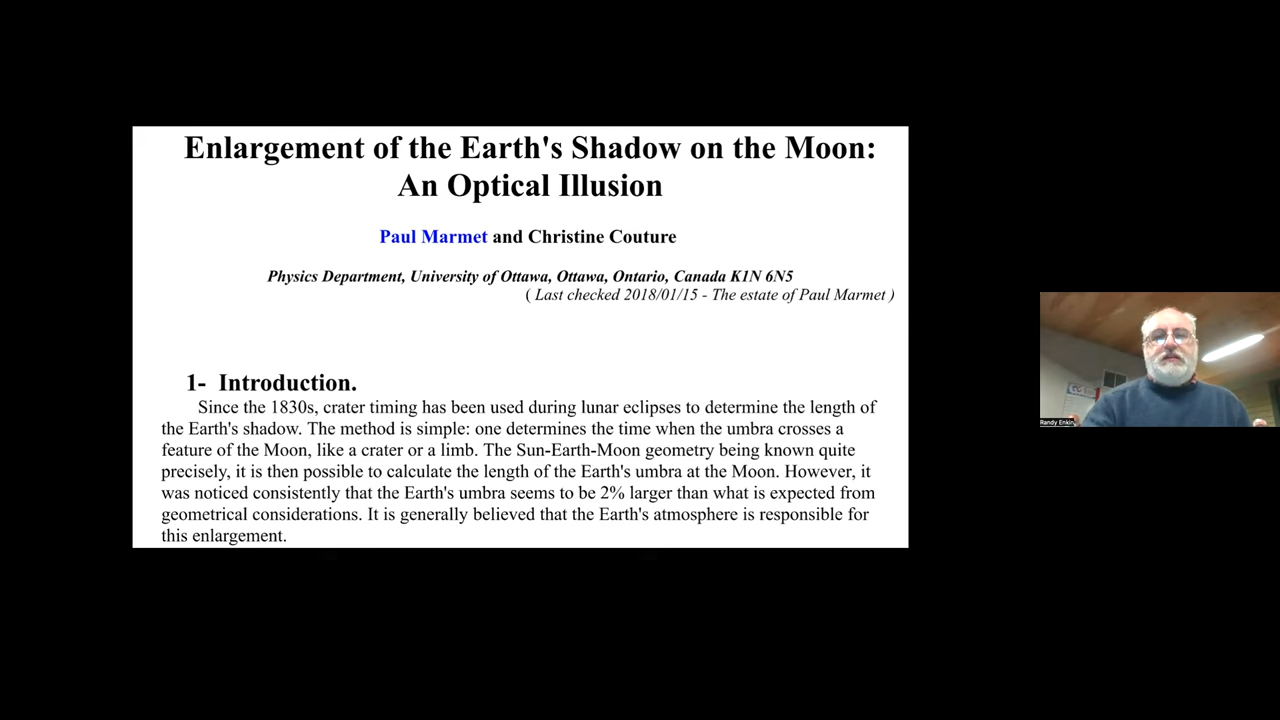 Enlargement of the Earth's Shadow on the Moon:
An Optical Illusion
Paul Marmet and Christine Couture
Physics Department, University of Ottawa, Ottawa, Ontario, Canada K1N 6N5
( Last checked 2018/01/15 - The estate of Paul Marmet )
1- Introduction.
Since the 1830s, crater timing has been used during lunar eclipses to determine the length of
the Earth's shadow. The method is simple: one determines the time when the umbra crosses a
feature of the Moon, like a crater or a limb. The Sun-Earth-Moon geometry being known quite
precisely, it is then possible to calculate the length of the Earth's umbra at the Moon. However, it
was noticed consistently that the Earth's umbra seems to be 2% larger than what is expected from
geometrical considerations. It is generally believed that the Earth's atmosphere is responsible for
this enlargement.
Randy Enkin